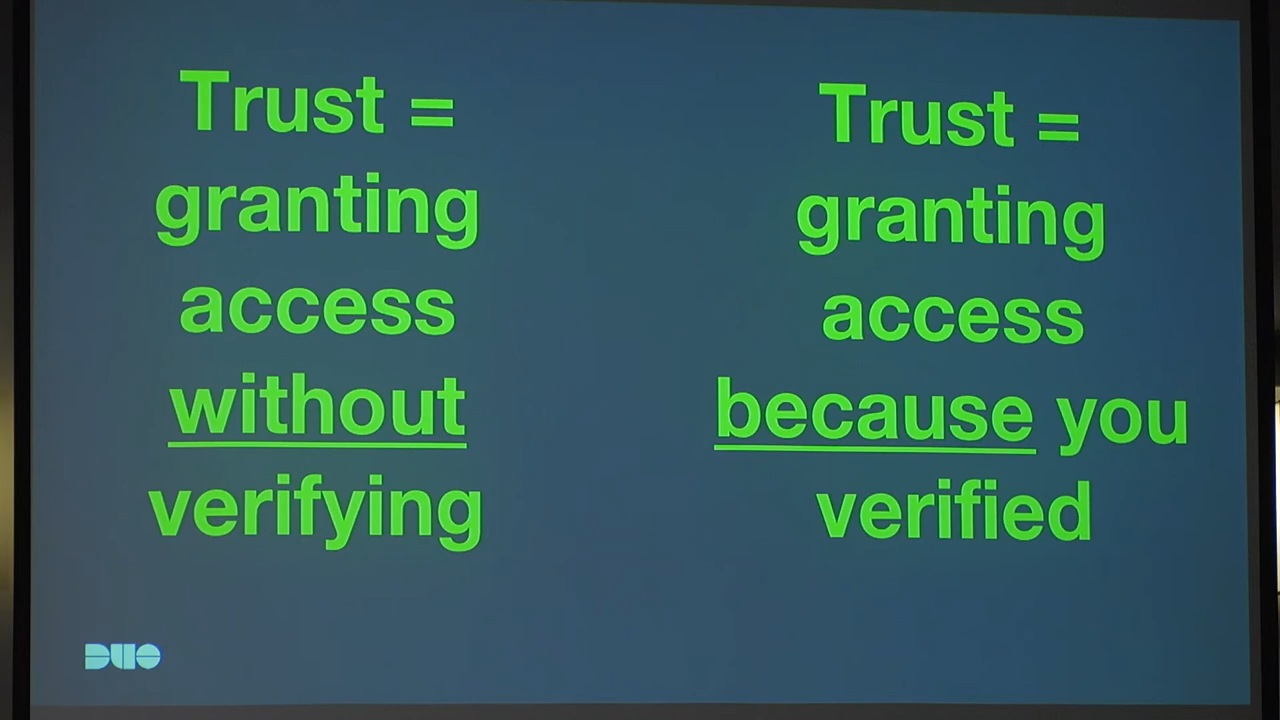 Trust =
granting
access
without
verifying
Trust =
granting
access
because you
verified
DUO